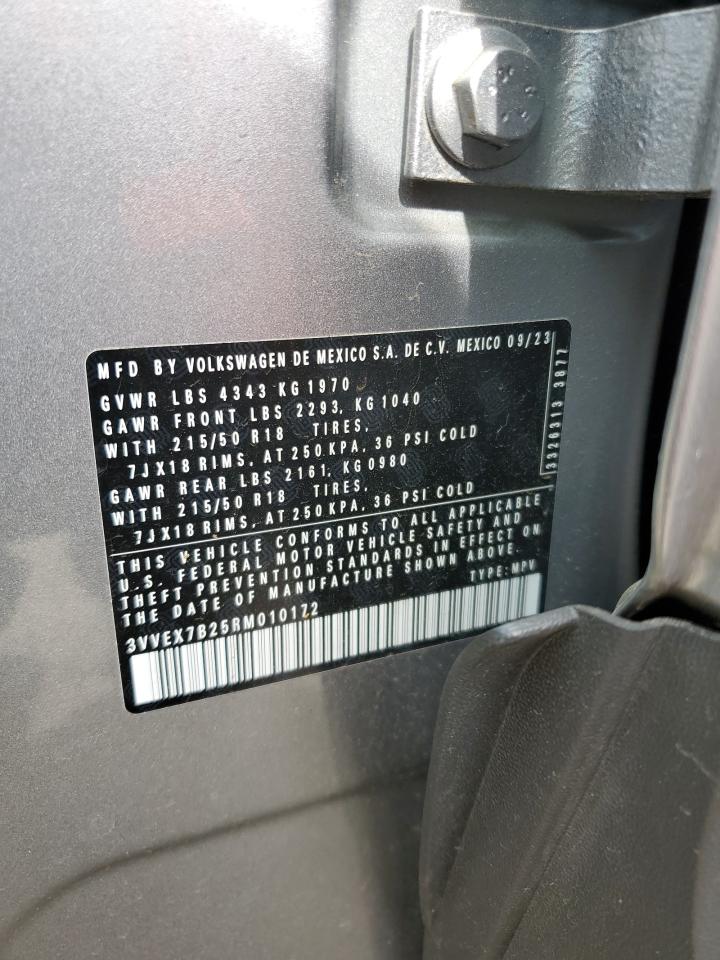 MFD BY VOLKSWAGEN DE MEXICO S.A. DE C.V. MEXICO 09/23
GVWR LBS 4343 KG 1970
GAWR FRONT LBS 2293, KG 1040
WITH 215/50 R18 TIRES,
7JX18 RIMS, AT 250 KPA, 36 PSI COLD
GAWR REAR LBS 2161, KG 0980
WITH 215/50 R18 TIRES,
7JX18 RIMS, AT 250 KPA, 36 PSI COLD
THIS VEHICLE CONFORMS TO ALL APPLICABLE
U.S. FEDERAL MOTOR VEHICLE SAFETY AND
THEFT PREVENTION STANDARDS IN EFFECT ON
THE DATE OF MANUFACTURE SHOWN ABOVE.
3VVEX7B25RM010172 TYPE: MPV
3326313 3877